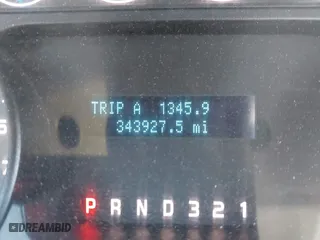 TRIP A 1345.9
343927.5 mi
P R N D 3 2 1
DREAMBID